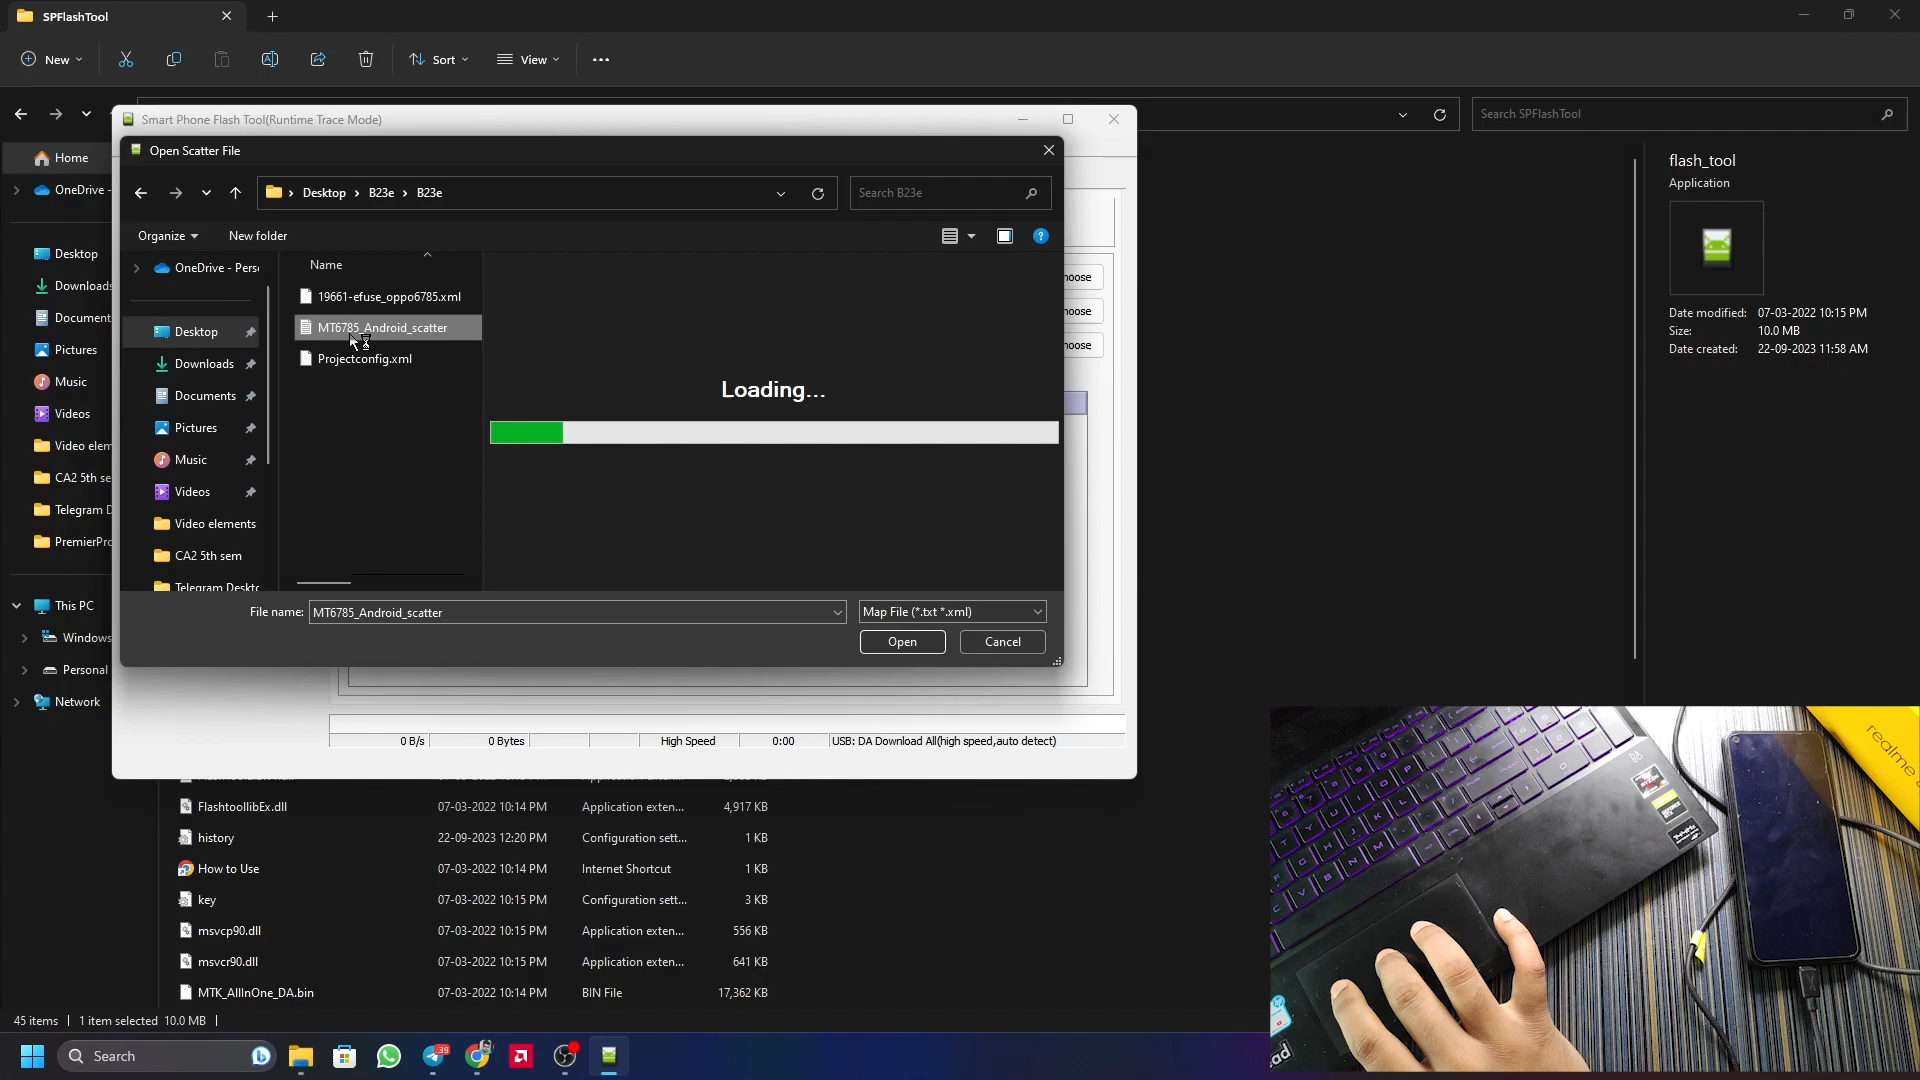 SPFlashTool
New
Sort
View
Search SPFlashTool
Home
OneDrive -
Desktop
Downloads
Document
Pictures
Music
Videos
Video elem
CA2 5th se
Telegram D
PremierPro
This PC
Windows
Personal
Network
Smart Phone Flash Tool(Runtime Trace Mode)
Open Scatter File
Desktop > B23e > B23e
Search B23e
Organize
New folder
OneDrive - Perso
Desktop
Downloads
Documents
Pictures
Music
Videos
Video elements
CA2 5th sem
Telegram Deskto
Name
19661-efuse_oppo6785.xml
MT6785_Android_scatter
Projectconfig.xml
Loading...
File name: MT6785_Android_scatter
Map File (*.txt *.xml)
Open
Cancel
hoose
hoose
hoose
0 B/s 0 Bytes High Speed 0:00 USB: DA Download All(high speed,auto detect)
FlashtoollibEx.dll 07-03-2022 10:14 PM Application exten... 4,917 KB
history 22-09-2023 12:20 PM Configuration sett... 1 KB
How to Use 07-03-2022 10:14 PM Internet Shortcut 1 KB
key 07-03-2022 10:15 PM Configuration sett... 3 KB
msvcp90.dll 07-03-2022 10:15 PM Application exten... 556 KB
msvcr90.dll 07-03-2022 10:15 PM Application exten... 641 KB
MTK_AllInOne_DA.bin 07-03-2022 10:14 PM BIN File 17,362 KB
45 items
1 item selected 10.0 MB
flash_tool
Application
Date modified: 07-03-2022 10:15 PM
Size: 10.0 MB
Date created: 22-09-2023 11:58 AM
realme
Search
39